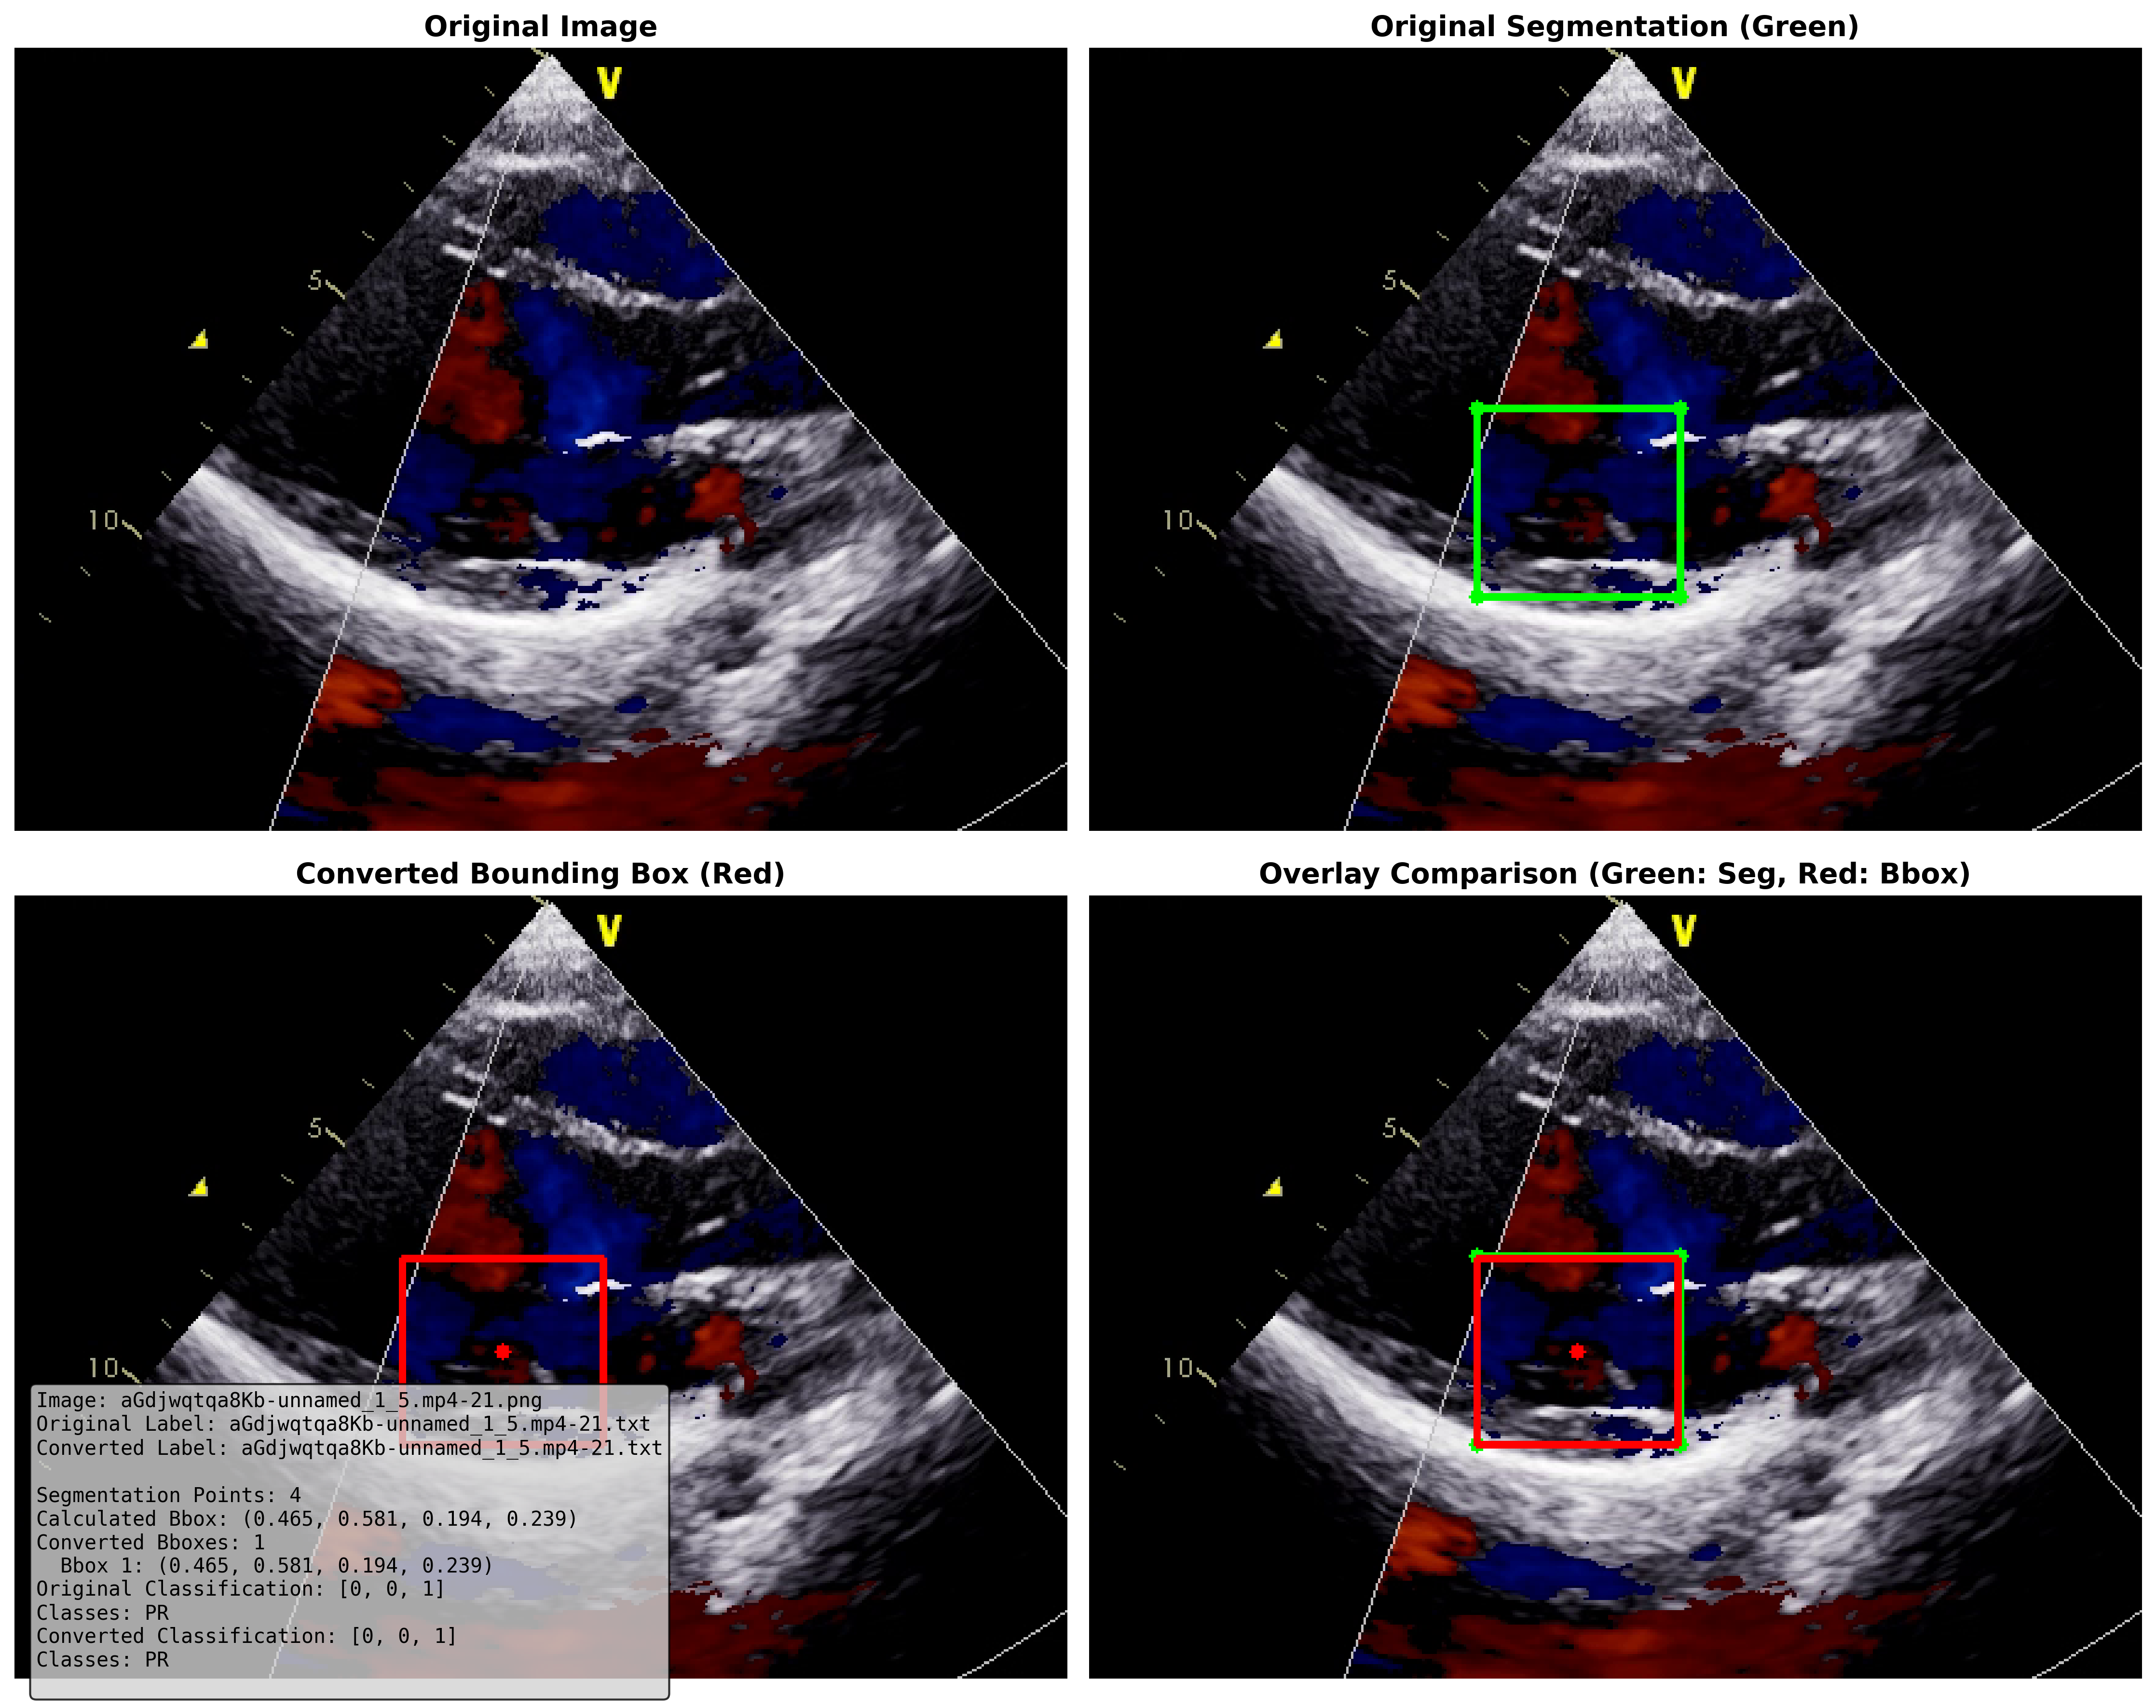 Original Image
Original Segmentation (Green)
V
5
10
V
5
10
Converted Bounding Box (Red)
Overlay Comparison (Green: Seg, Red: Bbox)
V
5
10
V
5
10
Image: aGdjwqtqa8Kb-unnamed_1_5.mp4-21.png
Original Label: aGdjwqtqa8Kb-unnamed_1_5.mp4-21.txt
Converted Label: aGdjwqtqa8Kb-unnamed_1_5.mp4-21.txt
Segmentation Points: 4
Calculated Bbox: (0.465, 0.581, 0.194, 0.239)
Converted Bboxes: 1
Bbox 1: (0.465, 0.581, 0.194, 0.239)
Original Classification: [0, 0, 1]
Classes: PR
Converted Classification: [0, 0, 1]
Classes: PR